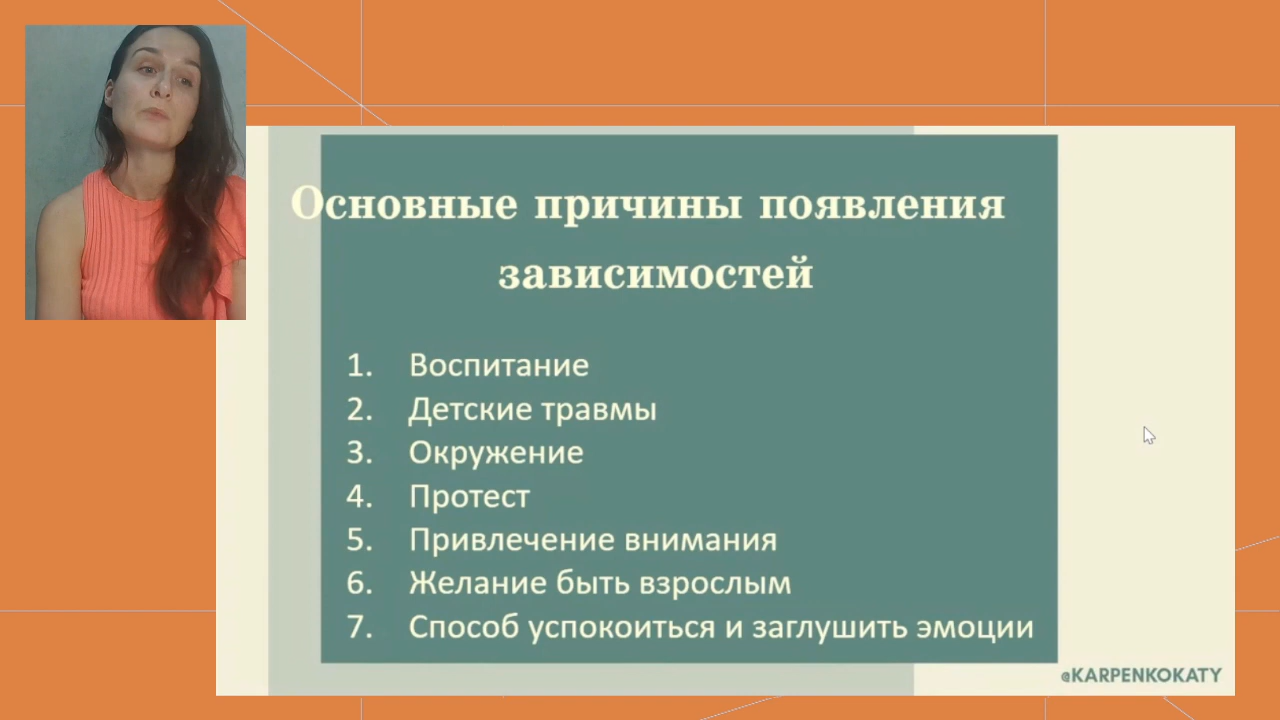 Основные причины появления
зависимостей
1. Воспитание
2. Детские травмы
3. Окружение
4. Протест
5. Привлечение внимания
6. Желание быть взрослым
7. Способ успокоиться и заглушить эмоции
@KARPENKOKATY